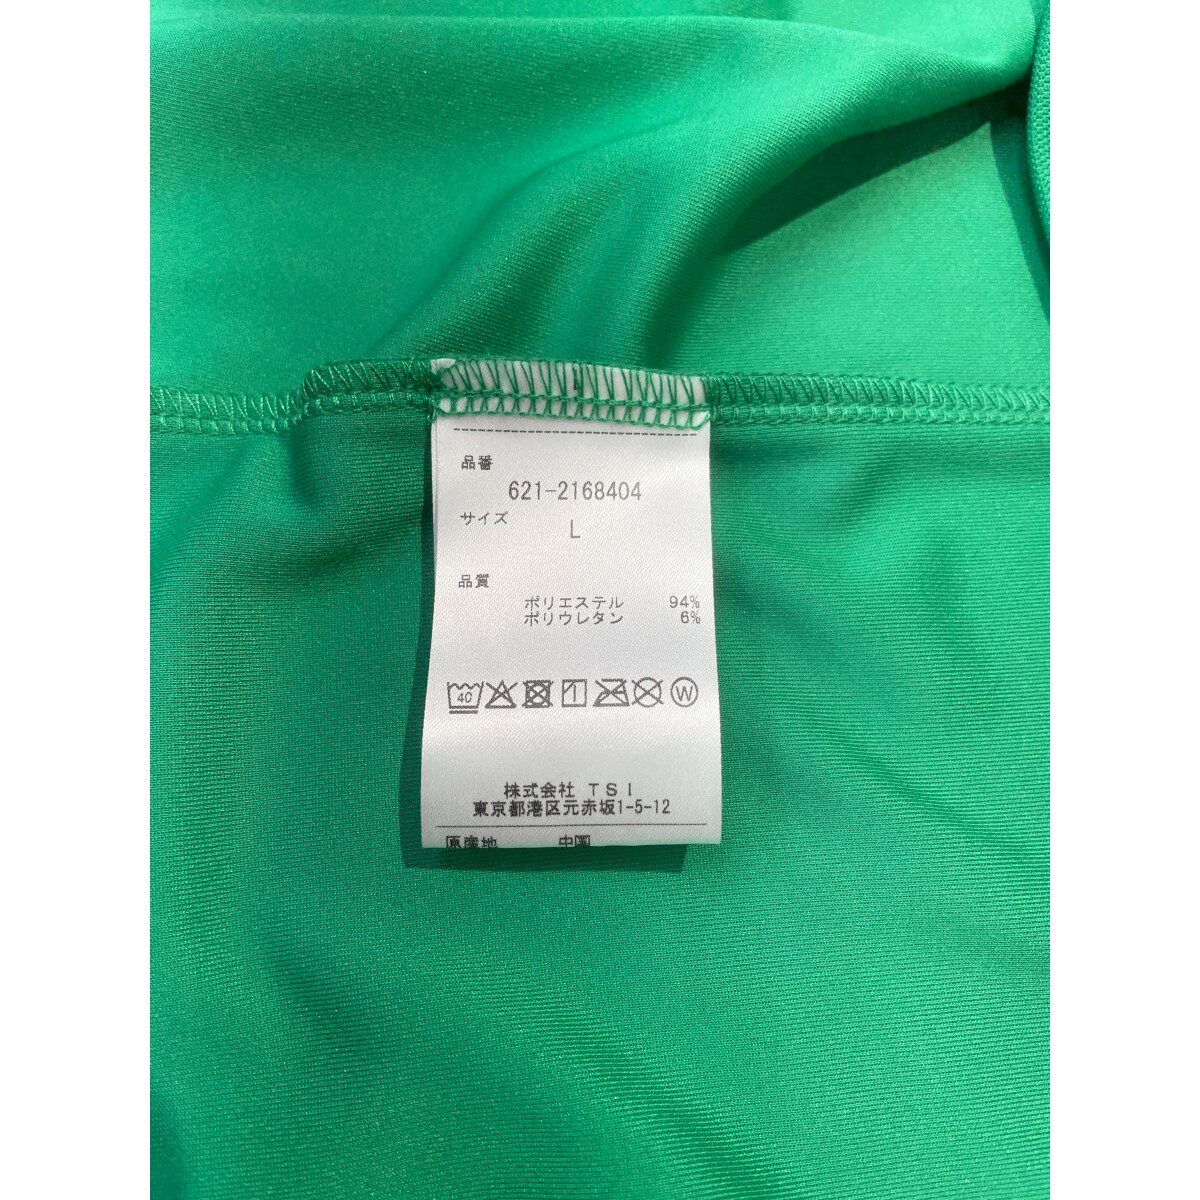 L
品番
621-2168404
サイズ
L
品質
ポリエステル 94%
ポリウレタン 6%
40 W
株式会社 TSI
東京都港区元赤坂1-5-12
原産地 中国